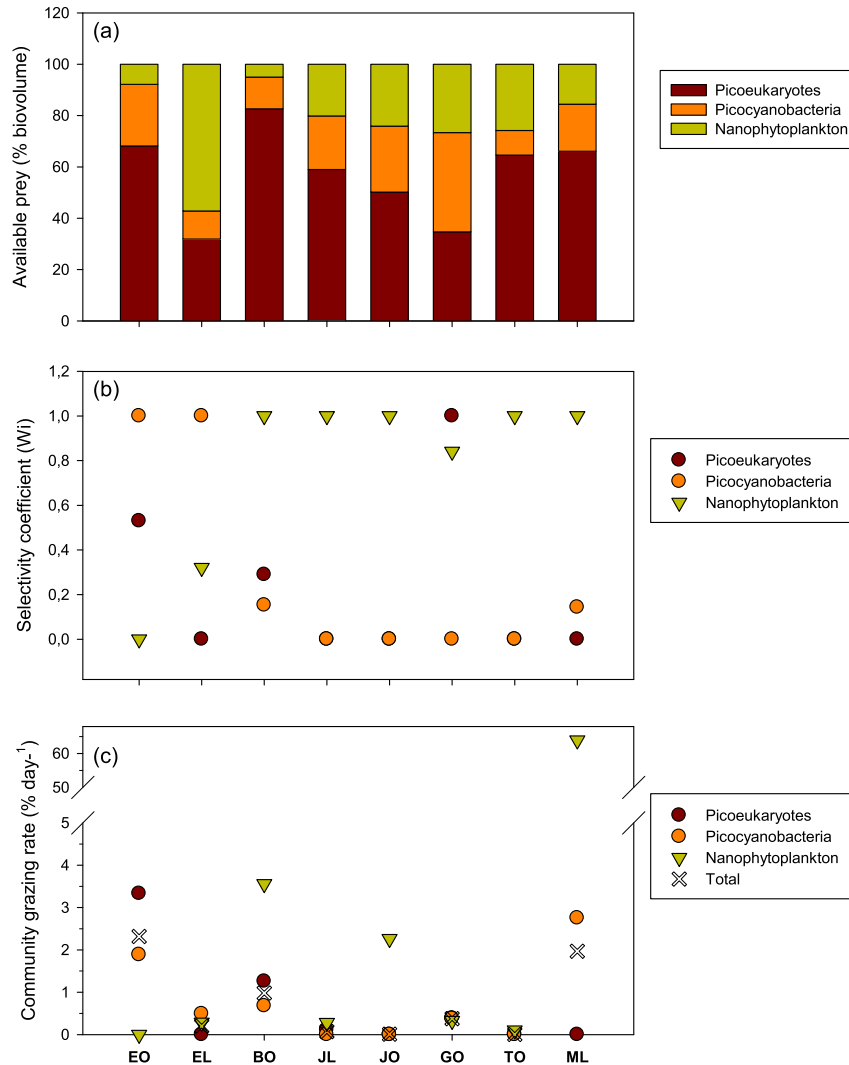 (a)
Available prey (% biovolume)
120
100
80
60
40
20
0
Picoeukaryotes
Picocyanobacteria
Nanophytoplankton
(b)
Selectivity coefficient (Wi)
1,2
1,0
0,8
0,6
0,4
0,2
0,0
Picoeukaryotes
Picocyanobacteria
Nanophytoplankton
(c)
Community grazing rate (% day-1)
60
50
5
4
3
2
1
0
Picoeukaryotes
Picocyanobacteria
Nanophytoplankton
Total
EO EL BO JL JO GO TO ML